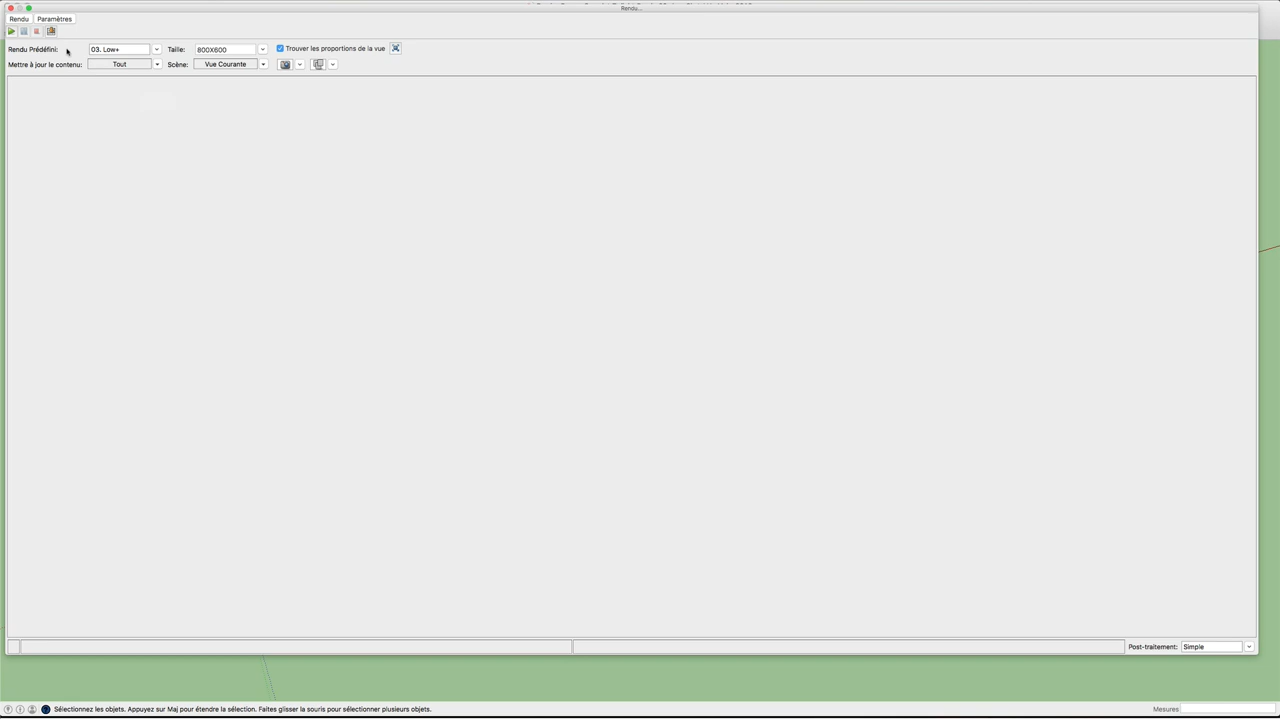 Rendu...
Rendu Paramètres
Rendu Prédéfini: 03. Low+ Taille: 800X600 Trouver les proportions de la vue
Mettre à jour le contenu: Tout Scène: Vue Courante
Post-traitement: Simple
Sélectionnez les objets. Appuyez sur Maj pour étendre la sélection. Faites glisser la souris pour sélectionner plusieurs objets. Mesures